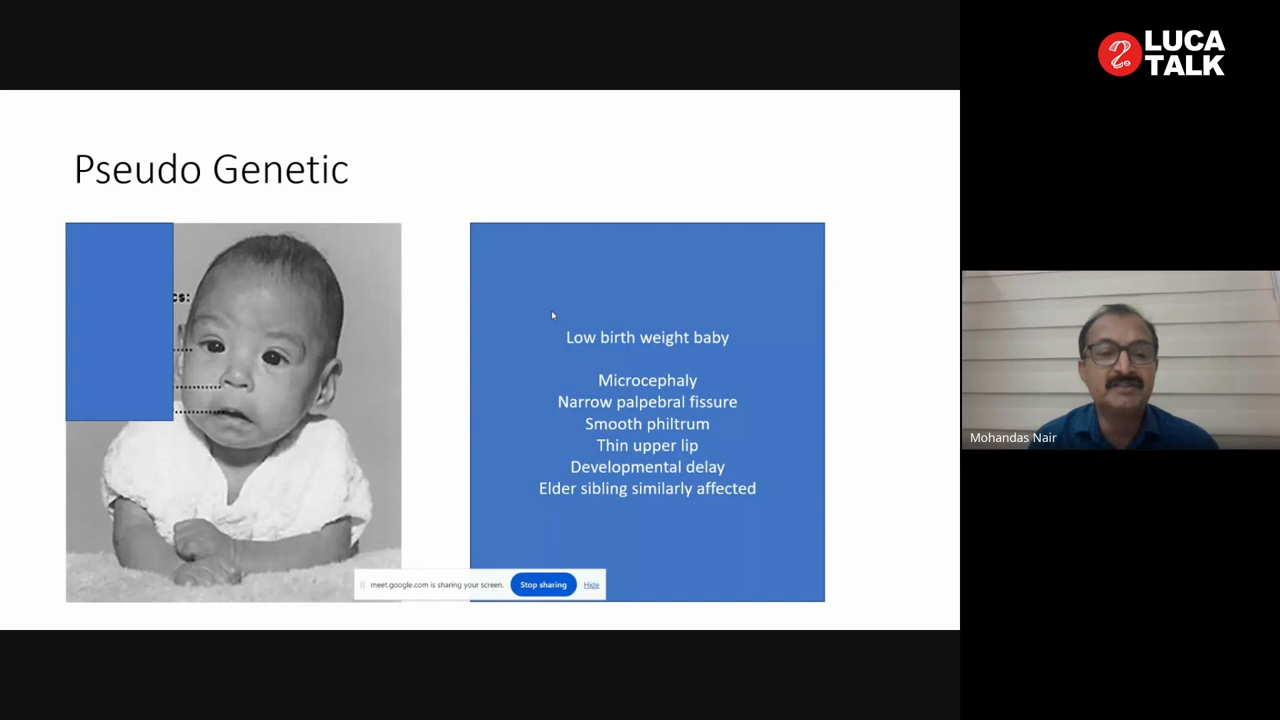 LUCA
TALK
Pseudo Genetic
cs:
Low birth weight baby
Microcephaly
Narrow palpebral fissure
Smooth philtrum
Thin upper lip
Developmental delay
Elder sibling similarly affected
Mohandas Nair
meet.google.com is sharing your screen. Stop sharing Hide